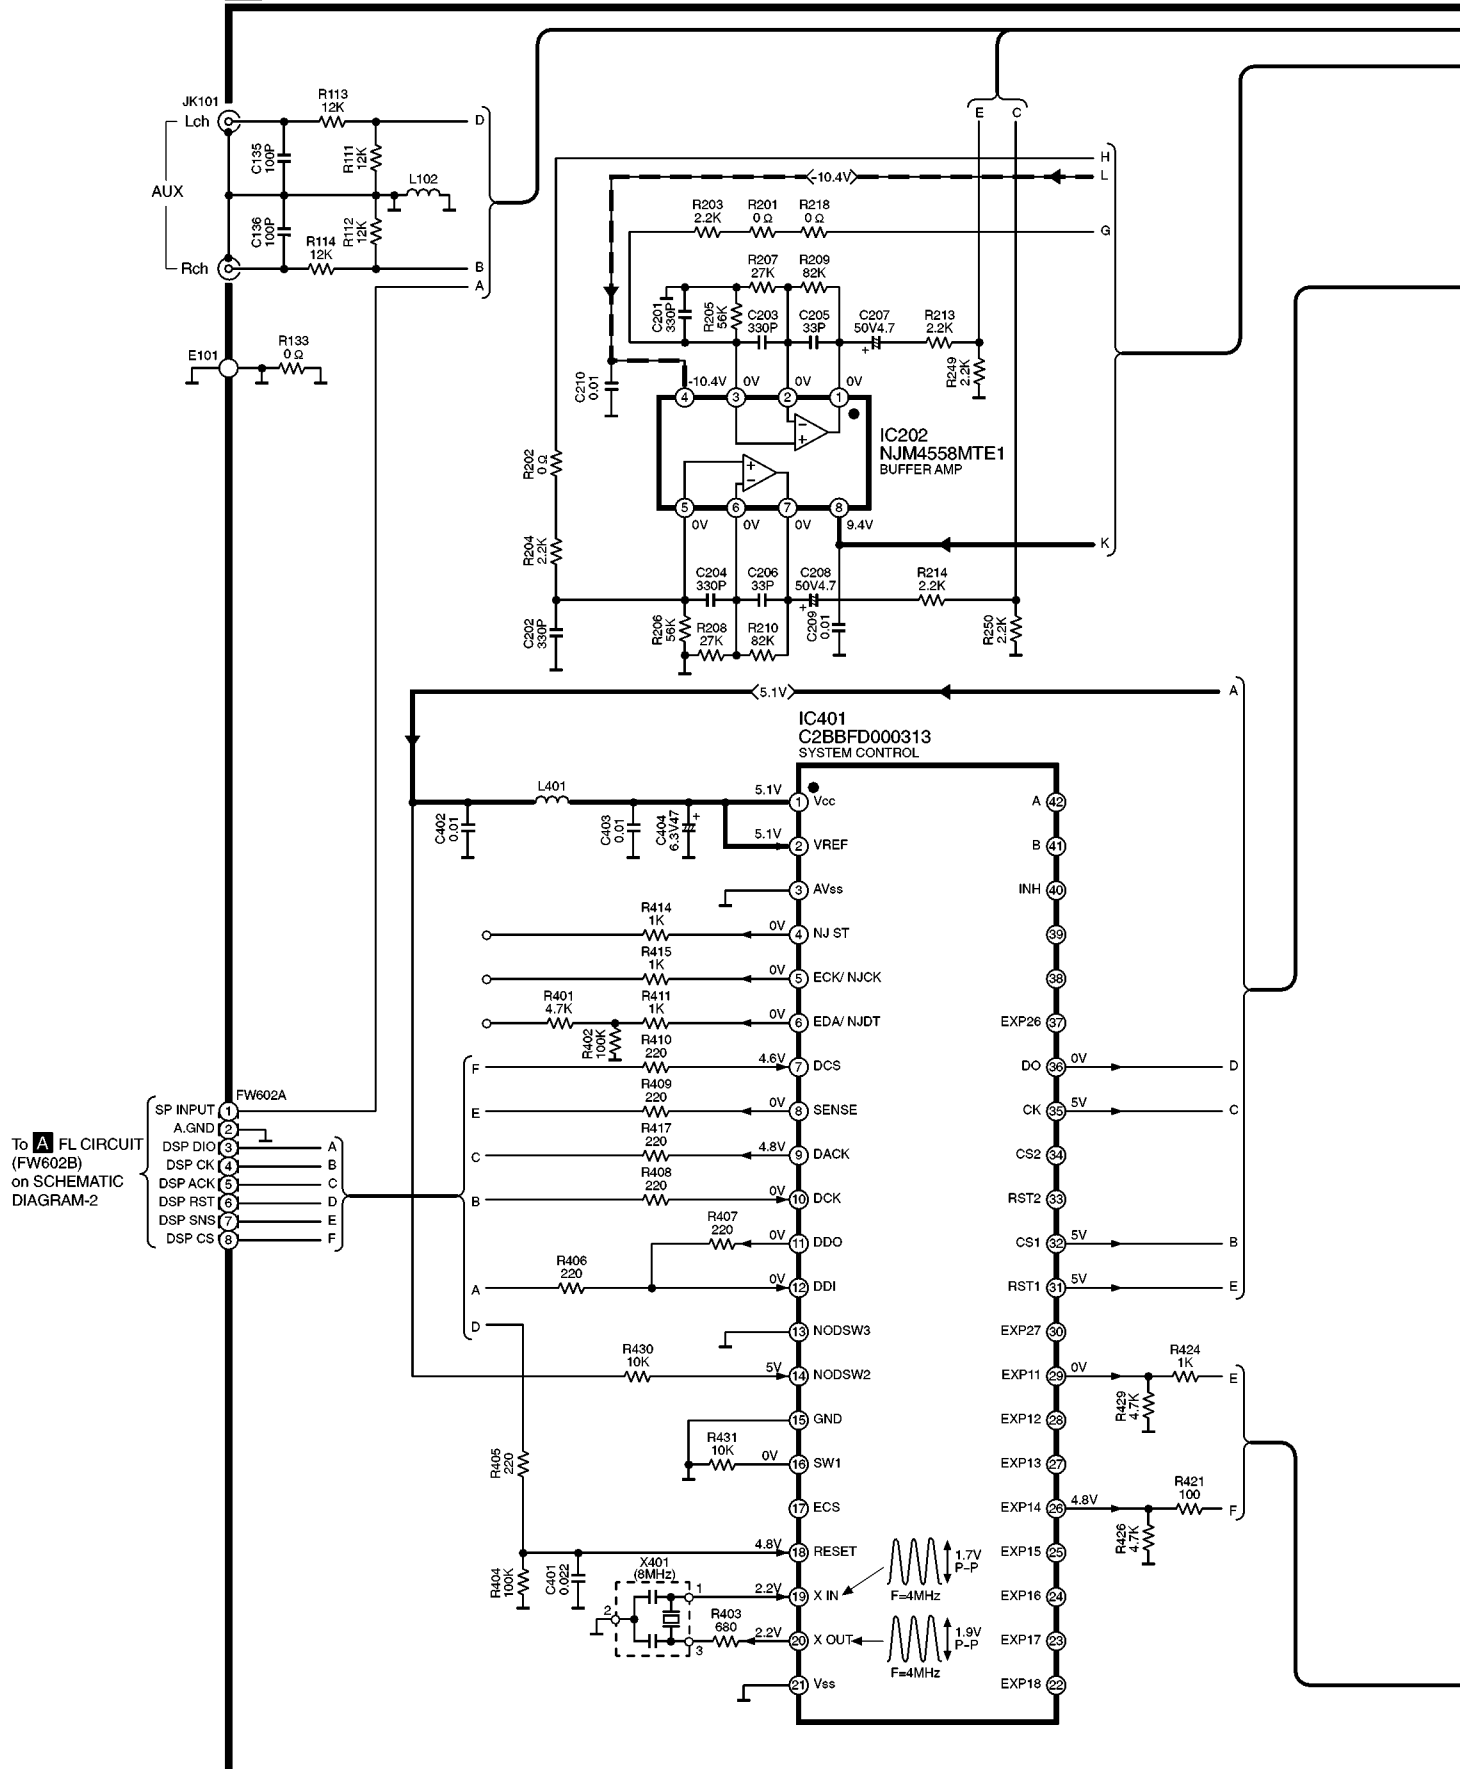 JK101
Lch
AUX
Rch
R113
12K
C135
100P
R111
12K
L102
C136
100P
R112
12K
R114
12K
D
B
A
E101
R133
0 Ω
E C
H
L
-10.4V
G
R203
2.2K
R201
0 Ω
R218
0 Ω
R207
27K
R209
82K
C201
330P
R205
56K
C203
330P
C205
33P
C207
50V4.7
+
R213
2.2K
R249
2.2K
C210
0.01
-10.4V 0V 0V 0V
4 3 2 1
IC202
NJM4558MTE1
BUFFER AMP
− +
+ −
5 6 7 8
0V 0V 0V 9.4V
K
R202
0 Ω
R204
2.2K
C202
330P
C204
330P
C206
33P
C208
50V4.7
+
R206
56K
R208
27K
R210
82K
C209
0.01
R214
2.2K
R250
2.2K
5.1V
A
IC401
C2BBFD000313
SYSTEM CONTROL
L401
C402
0.01
C403
0.01
C404
6.3V47
+
5.1V 1 Vcc
5.1V 2 VREF
3 AVss
R414
1K
0V 4 NJ ST
R415
1K
0V 5 ECK/ NJCK
R401
4.7K
R402
100K
R411
1K
0V 6 EDA/ NJDT
F
R410
220
4.6V 7 DCS
E
R409
220
0V 8 SENSE
C
R417
220
4.8V 9 DACK
B
R408
220
0V 10 DCK
R407
220
0V 11 DDO
A
R406
220
0V 12 DDI
D
13 NODSW3
R430
10K
5V 14 NODSW2
15 GND
R431
10K
0V 16 SW1
17 ECS
R405
220
R404
100K
C401
0.022
4.8V 18 RESET
X401
(8MHz)
1
2
3
2.2V 19 X IN
R403
680
2.2V 20 X OUT
21 Vss
1.7V
P–P
F=4MHz
1.9V
P–P
F=4MHz
A 42
B 41
INH 40
39
38
EXP26 37
DO 36 0V D
CK 35 5V C
CS2 34
RST2 33
CS1 32 5V B
RST1 31 5V E
EXP27 30
EXP11 29 0V
R424
1K
E
R429
4.7K
EXP12 28
EXP13 27
EXP14 26 4.8V
R421
100
F
R426
4.7K
EXP15 25
EXP16 24
EXP17 23
EXP18 22
FW602A
SP INPUT 1
A.GND 2
DSP DIO 3 A
DSP CK 4 B
DSP ACK 5 C
DSP RST 6 D
DSP SNS 7 E
DSP CS 8 F
To A FL CIRCUIT
(FW602B)
on SCHEMATIC
DIAGRAM-2